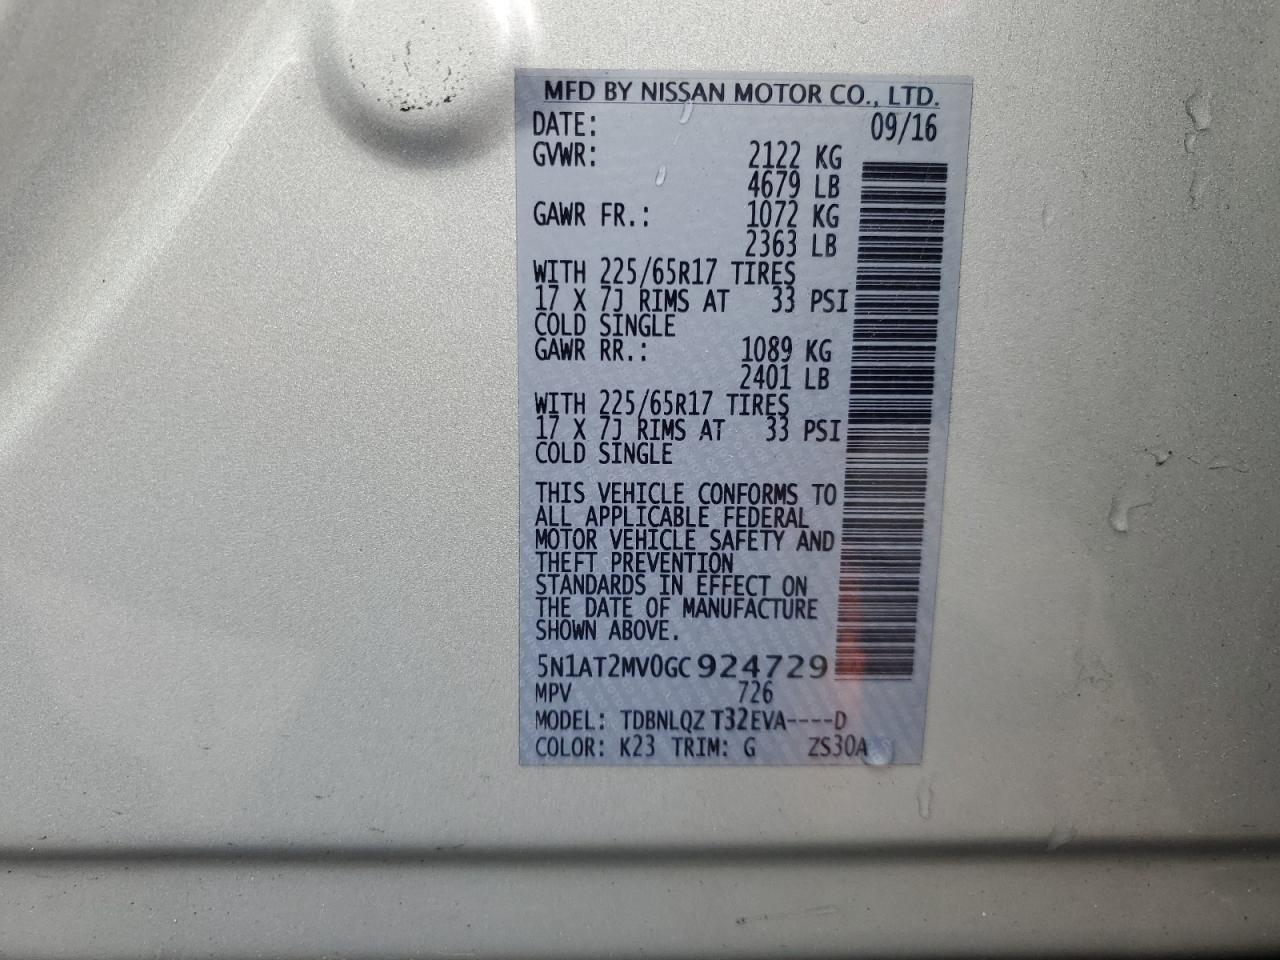 MFD BY NISSAN MOTOR CO., LTD.
DATE: 09/16
GVWR: 2122 KG
4679 LB
GAWR FR.: 1072 KG
2363 LB
WITH 225/65R17 TIRES
17 X 7J RIMS AT 33 PSI
COLD SINGLE
GAWR RR.: 1089 KG
2401 LB
WITH 225/65R17 TIRES
17 X 7J RIMS AT 33 PSI
COLD SINGLE
THIS VEHICLE CONFORMS TO
ALL APPLICABLE FEDERAL
MOTOR VEHICLE SAFETY AND
THEFT PREVENTION
STANDARDS IN EFFECT ON
THE DATE OF MANUFACTURE
SHOWN ABOVE.
5N1AT2MV0GC924729
MPV 726
MODEL: TDBNLQZ T32EVA----D
COLOR: K23 TRIM: G ZS30A